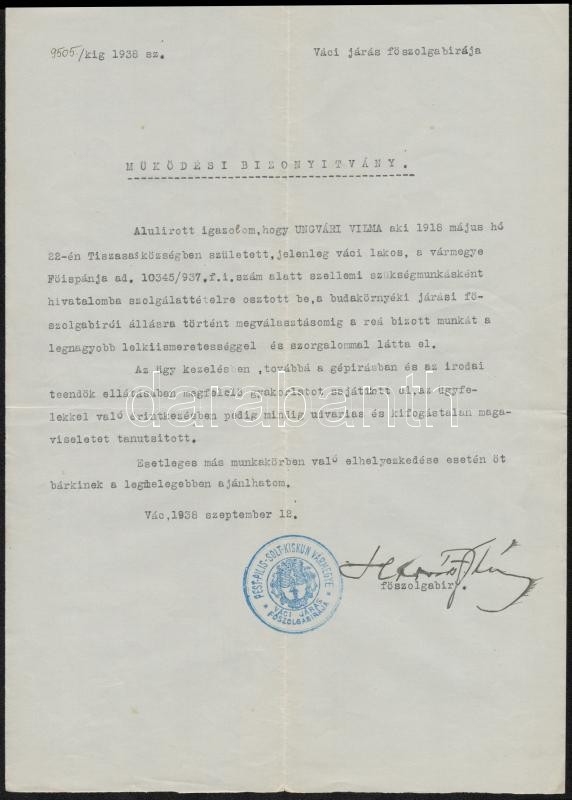 9505/kig 1938 sz. Váci járás főszolgabirája
MŰKÖDÉSI BIZONYITVÁNY.
Alulirott igazolom,hogy UNGVÁRI VILMA aki 1918 május hó
22-én Tiszasasközségben született,jelenleg váci lakos, a vármegye
Főispánja ad. 10345/937.f.i.szám alatt szellemi szükségmunkásként
hivatalomba szolgálattételre osztott be,a budakörnyéki járási fő-
szolgabirói állásra történt megválasztásomig a reá bizott munkát a
legnagyobb lelkiismeretességgel és szorgalommal látta el.
Az ügy kezelésben ,továbbá a gépirásban és az irodai
teendők ellátásában megfelelő gyakorlatot sajátitott el,az ügyfe-
lekkel való érintkezésben pedig mindig udvarias és kifogástalan maga-
viseletet tanutsitott.
Esetleges más munkakörben való elhelyezkedése esetén őt
bárkinek a legmelegebben ajánlhatom.
Vác,1938 szeptember 12.
főszolgabir .
PEST-PILIS-SOLT-KISKUN VÁRMEGYE
VÁCI JÁRÁS
FŐSZOLGABIRÁJA
darabanth